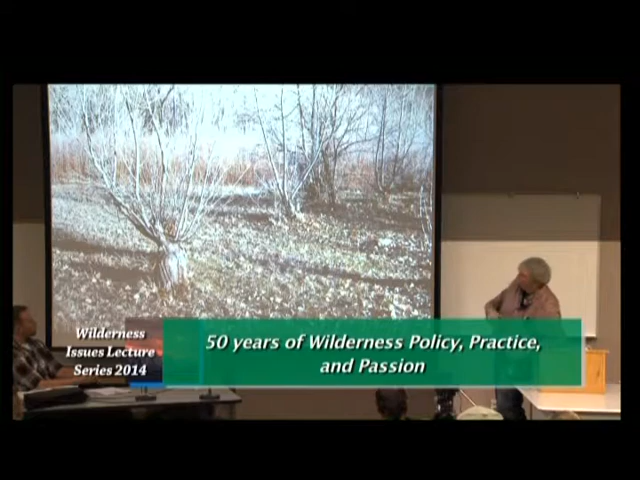 Wilderness
Issues Lecture
Series 2014
50 years of Wilderness Policy, Practice,
and Passion